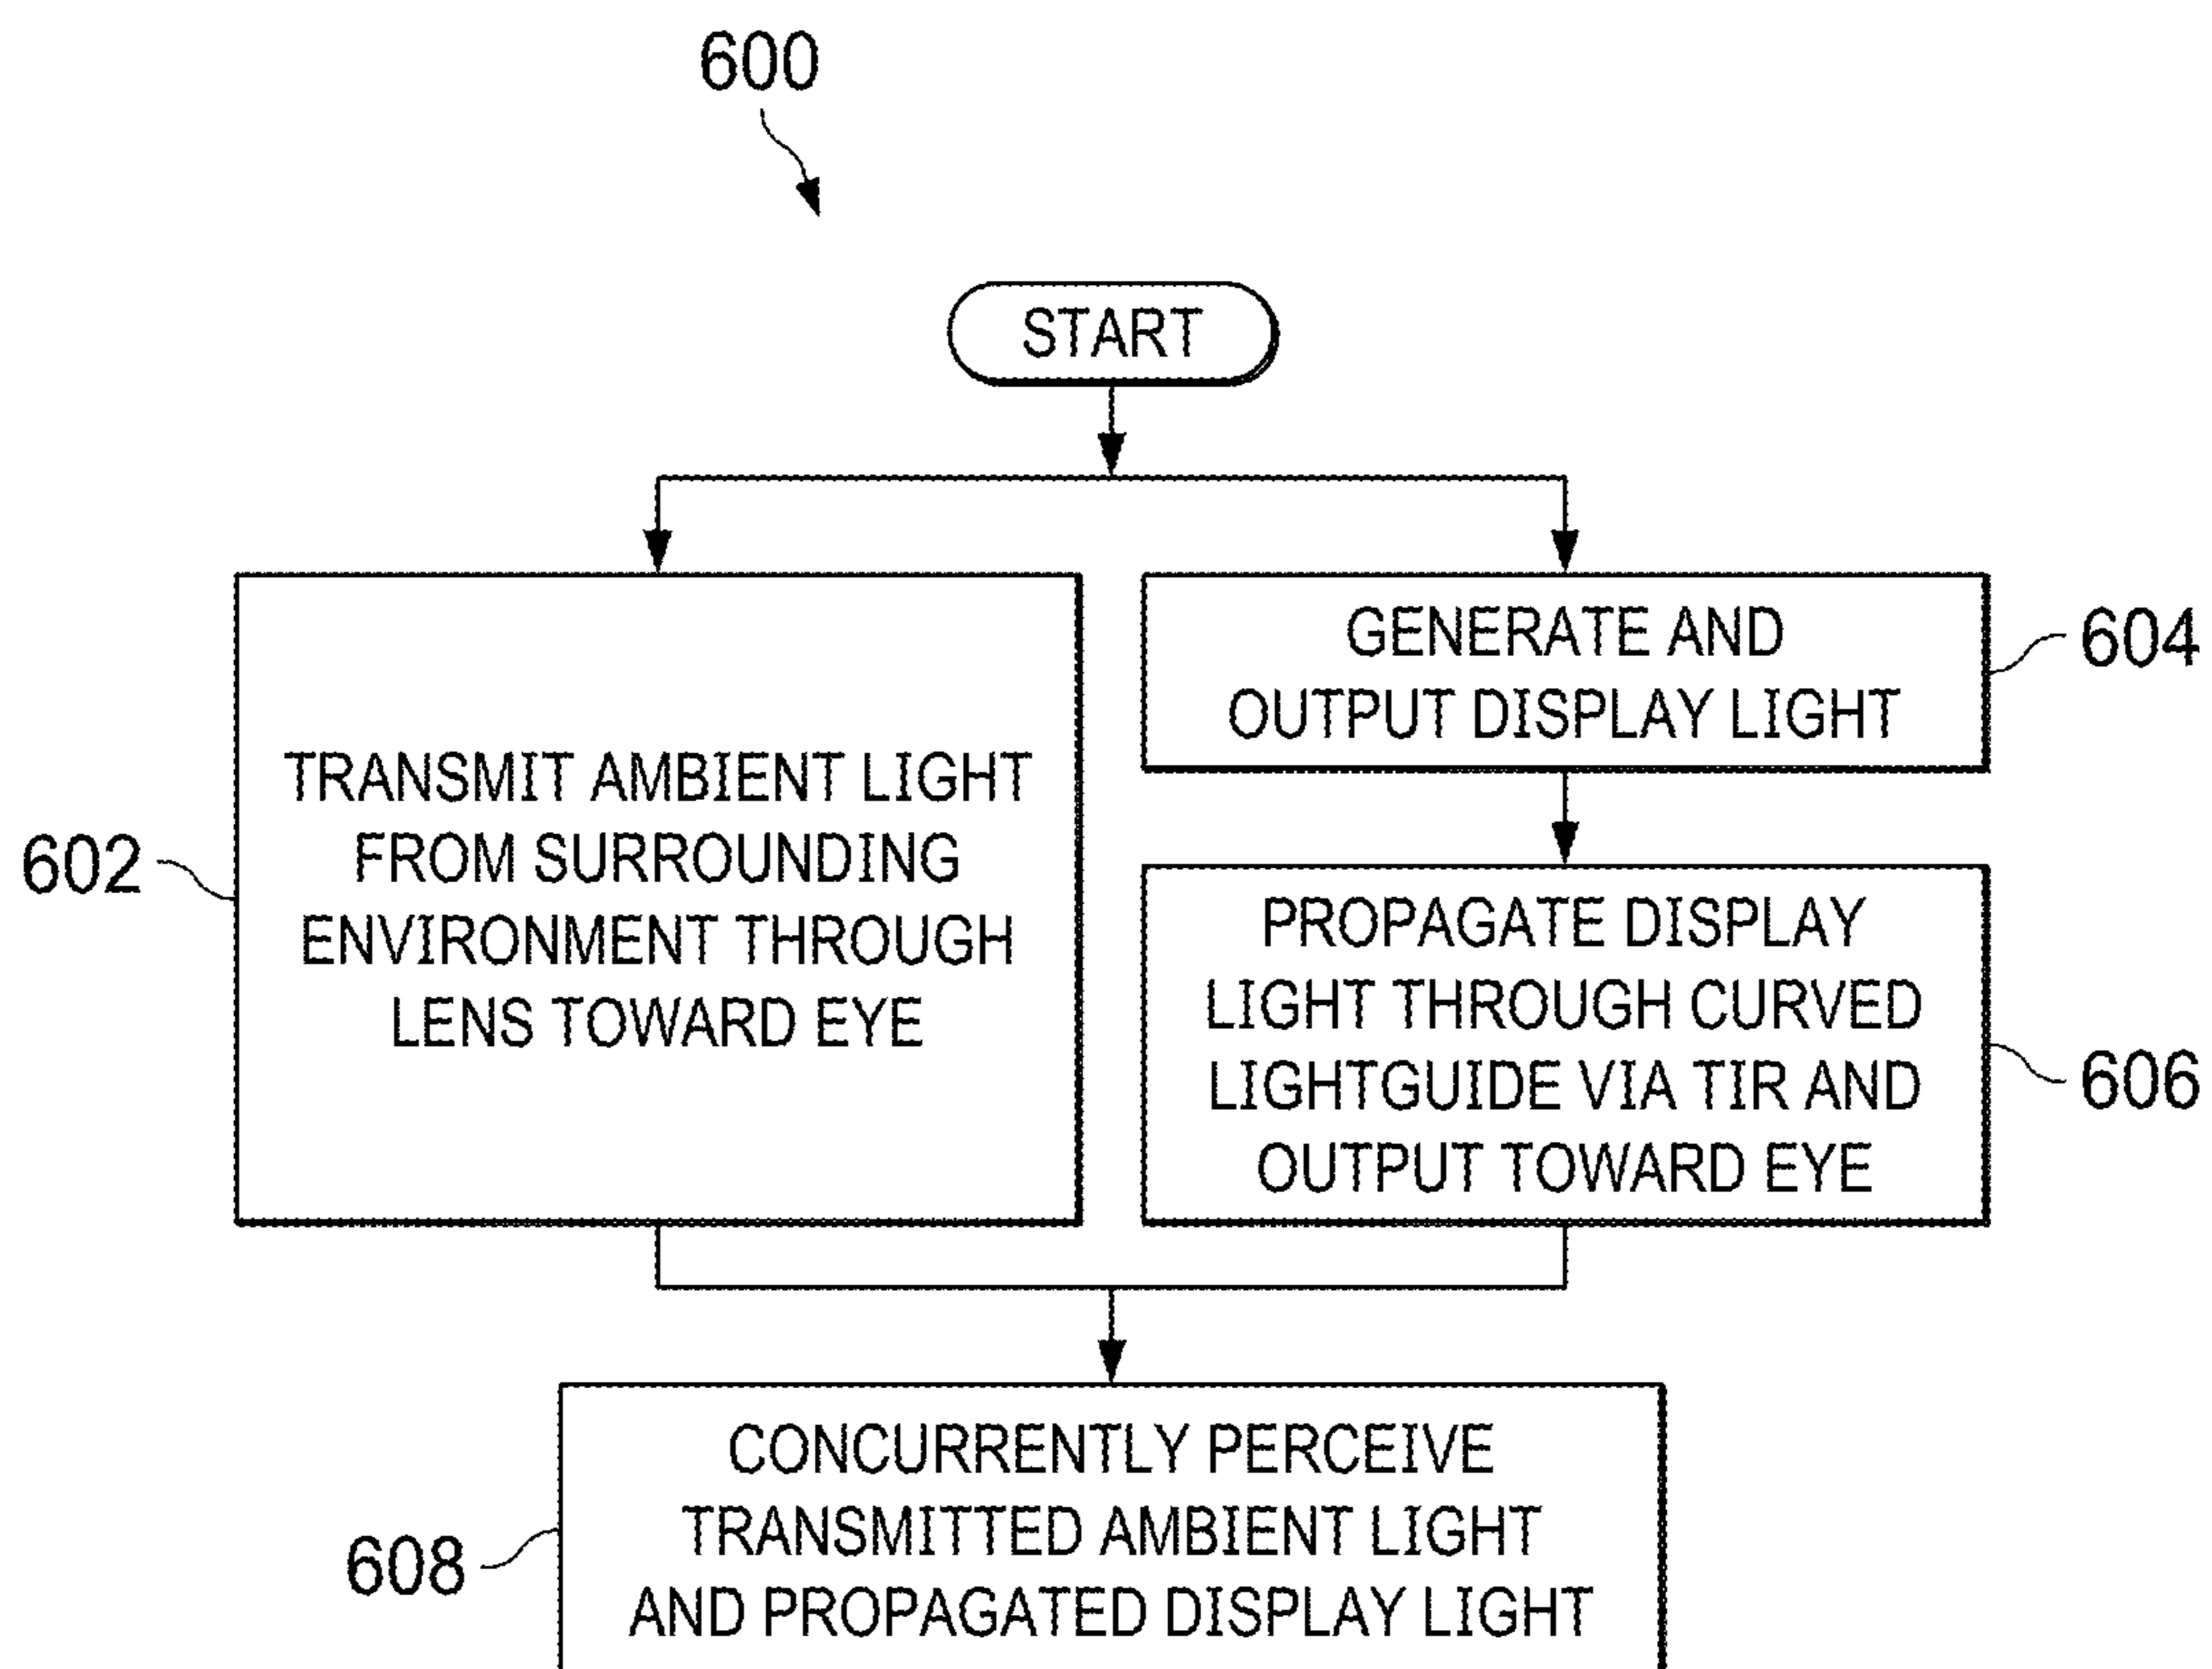 600
START
TRANSMIT AMBIENT LIGHT
FROM SURROUNDING
ENVIRONMENT THROUGH
LENS TOWARD EYE
602
GENERATE AND
OUTPUT DISPLAY LIGHT
604
PROPAGATE DISPLAY
LIGHT THROUGH CURVED
LIGHTGUIDE VIA TIR AND
OUTPUT TOWARD EYE
606
CONCURRENTLY PERCEIVE
TRANSMITTED AMBIENT LIGHT
AND PROPAGATED DISPLAY LIGHT
608